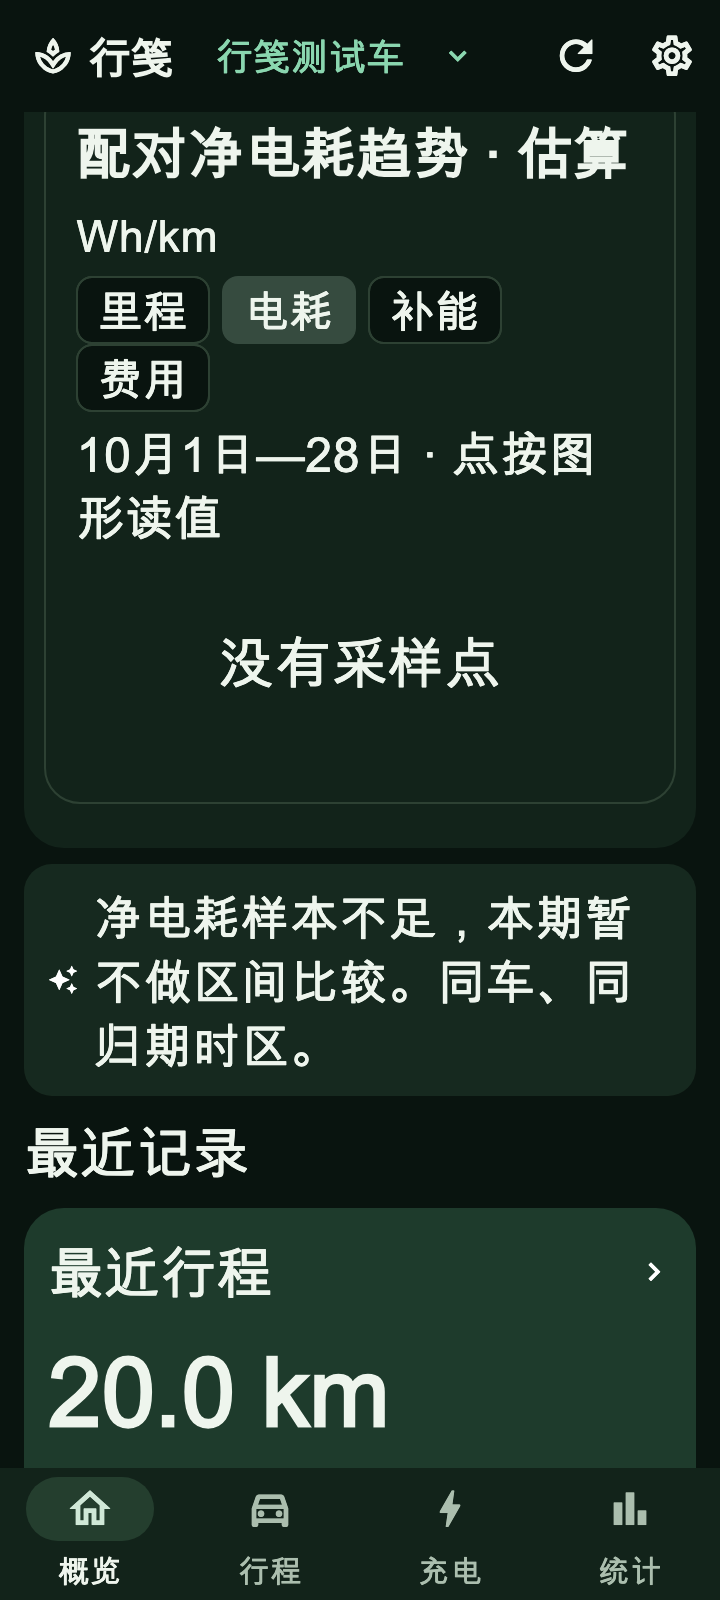 行笺 行笺测试车
配对净电耗趋势 · 估算
Wh/km
里程 电耗 补能
费用
10月1日—28日 · 点按图
形读值
没有采样点
净电耗样本不足，本期暂
不做区间比较。同车、同
归期时区。
最近记录
最近行程
20.0 km
概览 行程 充电 统计